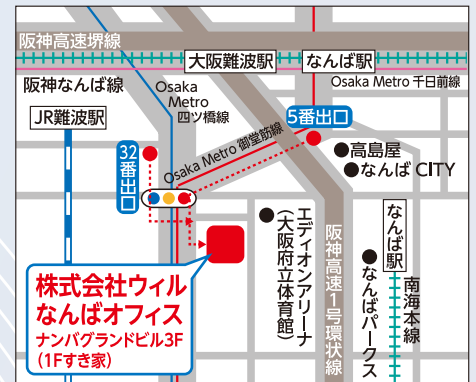 阪神高速堺線
大阪難波駅
なんば駅
阪神なんば線
Osaka Metro 千日前線
Osaka
Metro
四ツ橋線
JR難波駅
5番出口
32
番出口
Osaka Metro 御堂筋線
●高島屋
●なんば CITY
●エディオンアリーナ
（大阪府立体育館）
阪神高速1号環状線
なんば駅
●なんばパークス
南海本線
株式会社ウィル
なんばオフィス
ナンバグランドビル3F
（1Fすき家）